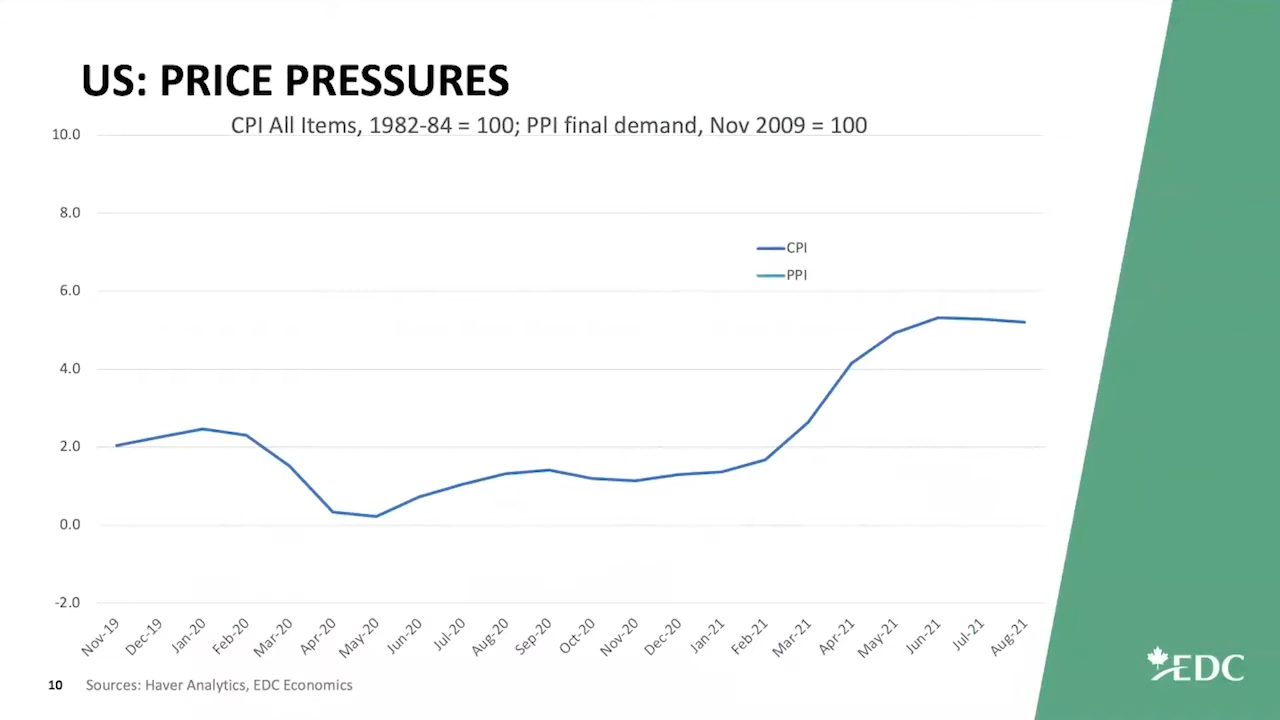 US: PRICE PRESSURES
CPI All Items, 1982-84 = 100; PPI final demand, Nov 2009 = 100
10.0
8.0
6.0
4.0
2.0
0.0
-2.0
CPI
PPI
Nov-19
Dec-19
Jan-20
Feb-20
Mar-20
Apr-20
May-20
Jun-20
Jul-20
Aug-20
Sep-20
Oct-20
Nov-20
Dec-20
Jan-21
Feb-21
Mar-21
Apr-21
May-21
Jun-21
Jul-21
Aug-21
10 Sources: Haver Analytics, EDC Economics
EDC